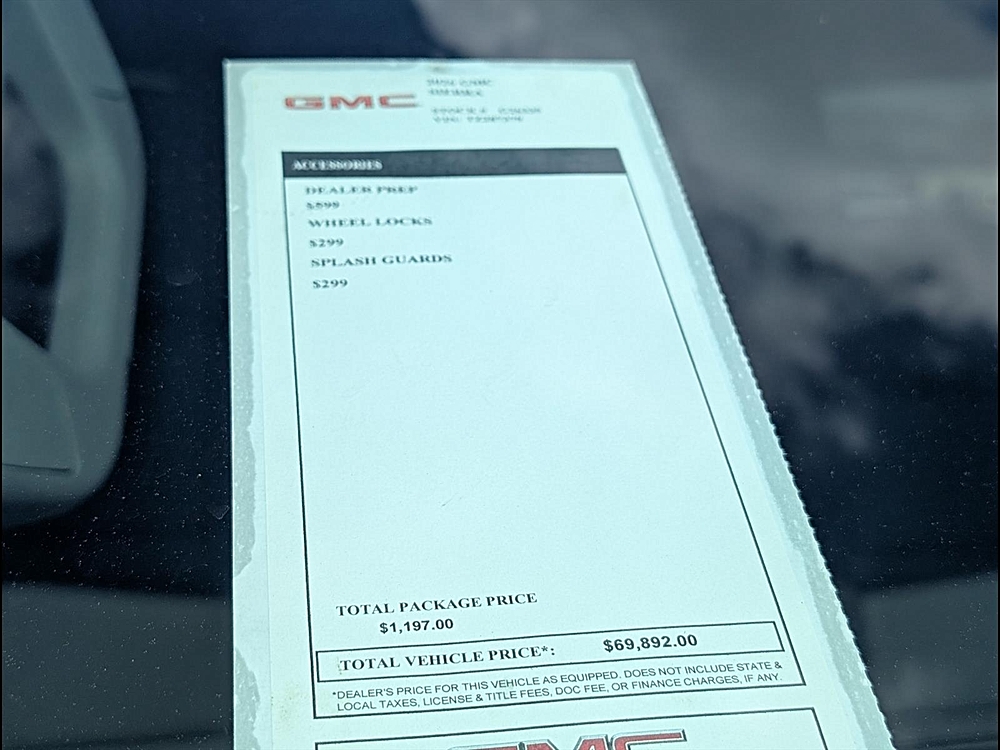 GMC
ACCESSORIES
DEALER PREP
$599
WHEEL LOCKS
$299
SPLASH GUARDS
$299
TOTAL PACKAGE PRICE
$1,197.00
TOTAL VEHICLE PRICE*: $69,892.00
*DEALER'S PRICE FOR THIS VEHICLE AS EQUIPPED. DOES NOT INCLUDE STATE &
LOCAL TAXES, LICENSE & TITLE FEES, DOC FEE, OR FINANCE CHARGES, IF ANY.
GMC